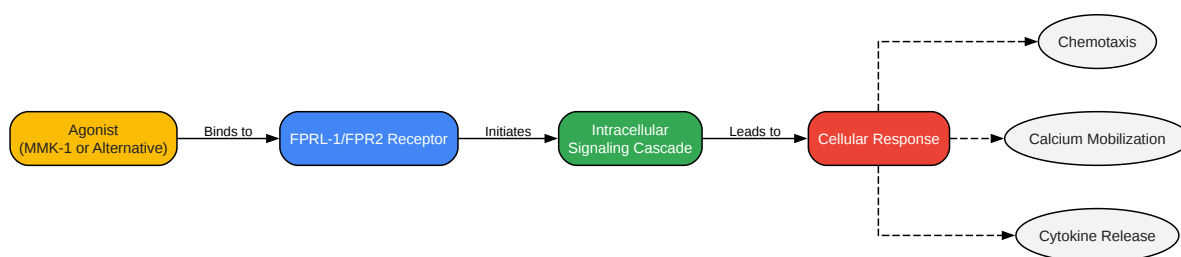 Chemotaxis
Agonist
(MMK-1 or Alternative)
Binds to
FPRL-1/FPR2 Receptor
Initiates
Intracellular
Signaling Cascade
Leads to
Cellular Response
Calcium Mobilization
Cytokine Release